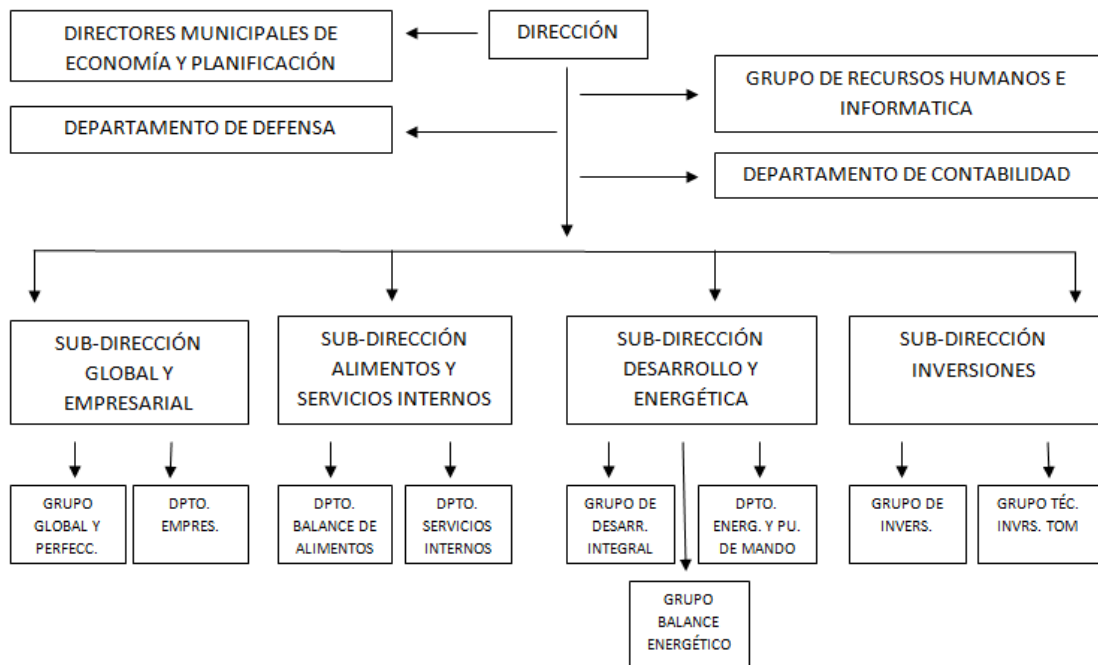 DIRECTORES MUNICIPALES DE
ECONOMÍA Y PLANIFICACIÓN
DIRECCIÓN
GRUPO DE RECURSOS HUMANOS E
INFORMATICA
DEPARTAMENTO DE DEFENSA
DEPARTAMENTO DE CONTABILIDAD
SUB-DIRECCIÓN
GLOBAL Y
EMPRESARIAL
SUB-DIRECCIÓN
ALIMENTOS Y
SERVICIOS INTERNOS
SUB-DIRECCIÓN
DESARROLLO Y
ENERGÉTICA
SUB-DIRECCIÓN
INVERSIONES
GRUPO
GLOBAL Y
PERFECC.
DPTO.
EMPRES.
DPTO.
BALANCE DE
ALIMENTOS
DPTO.
SERVICIOS
INTERNOS
GRUPO DE
DESARR.
INTEGRAL
DPTO.
ENERG. Y PU.
DE MANDO
GRUPO DE
INVERS.
GRUPO TÉC.
INVRS. TOM
GRUPO
BALANCE
ENERGÉTICO